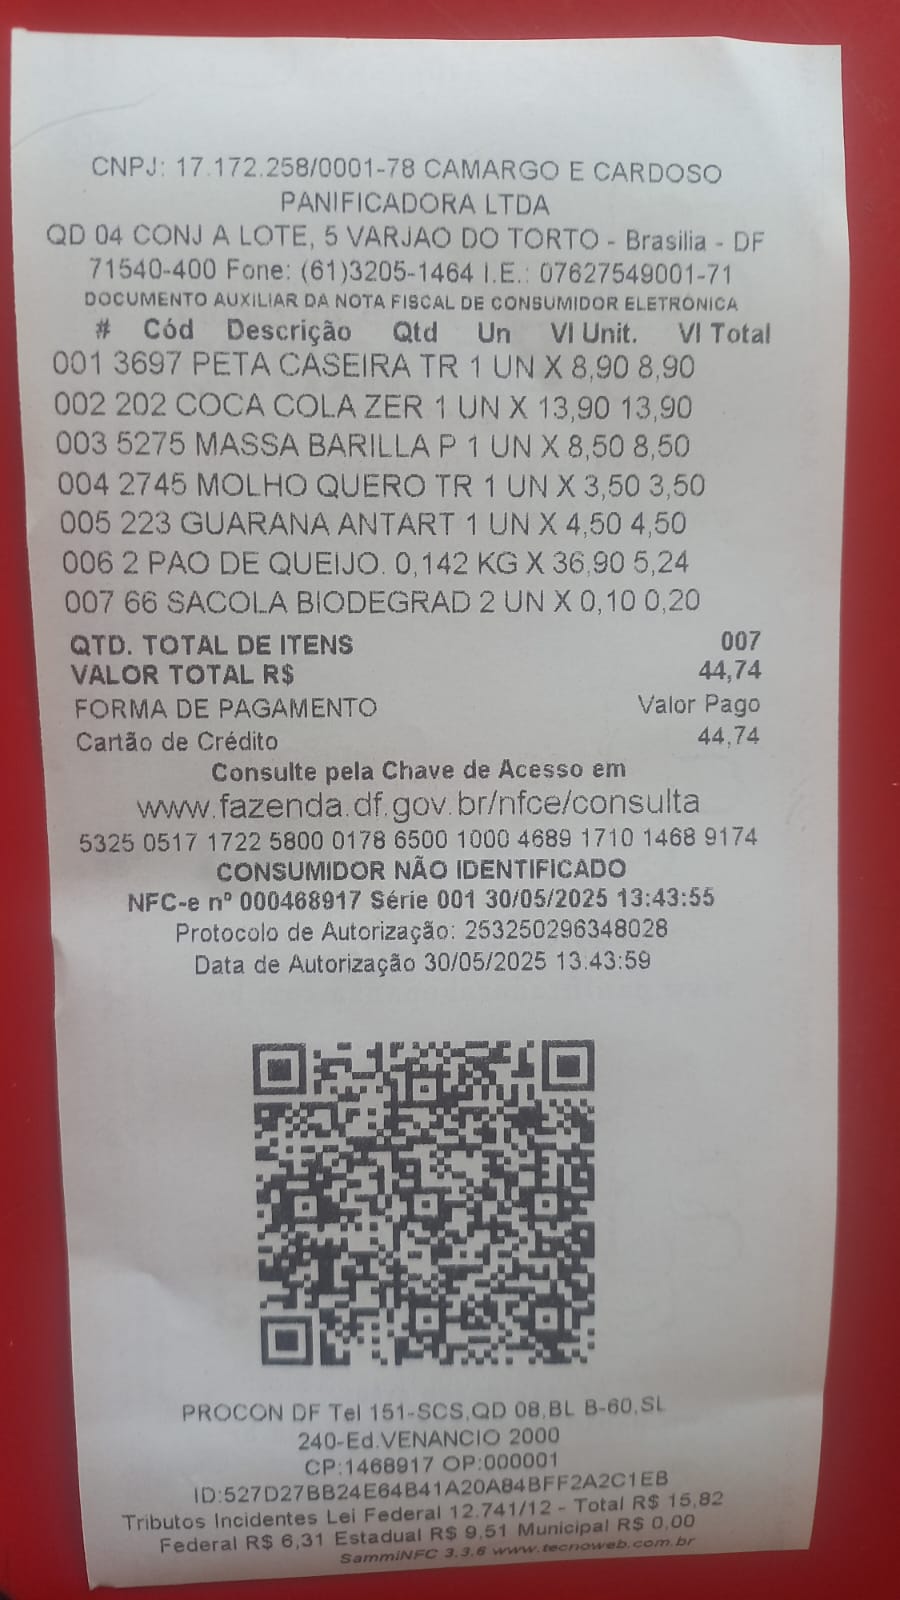 CNPJ: 17.172.258/0001-78 CAMARGO E CARDOSO
PANIFICADORA LTDA
QD 04 CONJ A LOTE, 5 VARJAO DO TORTO - Brasilia - DF
71540-400 Fone: (61)3205-1464 I.E.: 07627549001-71
DOCUMENTO AUXILIAR DA NOTA FISCAL DE CONSUMIDOR ELETRÔNICA
# Cód Descrição Qtd Un Vl Unit. Vl Total
001 3697 PETA CASEIRA TR 1 UN X 8,90 8,90
002 202 COCA COLA ZER 1 UN X 13,90 13,90
003 5275 MASSA BARILLA P 1 UN X 8,50 8,50
004 2745 MOLHO QUERO TR 1 UN X 3,50 3,50
005 223 GUARANA ANTART 1 UN X 4,50 4,50
006 2 PAO DE QUEIJO. 0,142 KG X 36,90 5,24
007 66 SACOLA BIODEGRAD 2 UN X 0,10 0,20
QTD. TOTAL DE ITENS 007
VALOR TOTAL R$ 44,74
FORMA DE PAGAMENTO Valor Pago
Cartão de Crédito 44,74
Consulte pela Chave de Acesso em
www.fazenda.df.gov.br/nfce/consulta
5325 0517 1722 5800 0178 6500 1000 4689 1710 1468 9174
CONSUMIDOR NÃO IDENTIFICADO
NFC-e nº 000468917 Série 001 30/05/2025 13:43:55
Protocolo de Autorização: 253250296348028
Data de Autorização 30/05/2025 13:43:59
PROCON DF Tel 151-SCS,QD 08,BL B-60,SL
240-Ed.VENANCIO 2000
CP:1468917 OP:000001
ID:527D27BB24E64B41A20A84BFF2A2C1EB
Tributos Incidentes Lei Federal 12.741/12 - Total R$ 15,82
Federal R$ 6,31 Estadual R$ 9,51 Municipal R$ 0,00
SammiNFC 3.3.6 www.tecnoweb.com.br